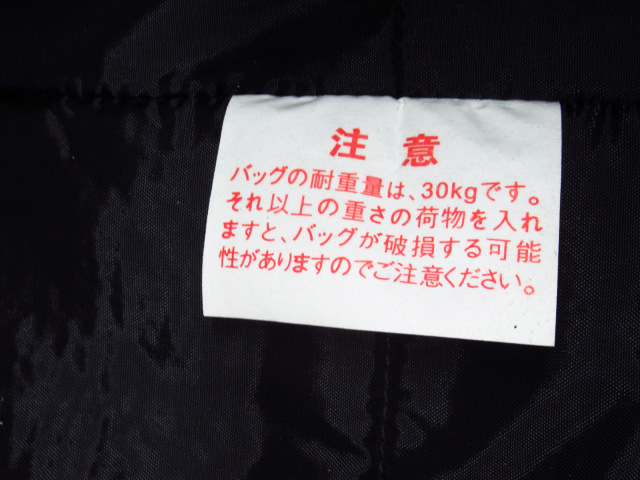 注意
バッグの耐重量は、30kgです。
それ以上の重さの荷物を入れ
ますと、バッグが破損する可能
性がありますのでご注意ください。